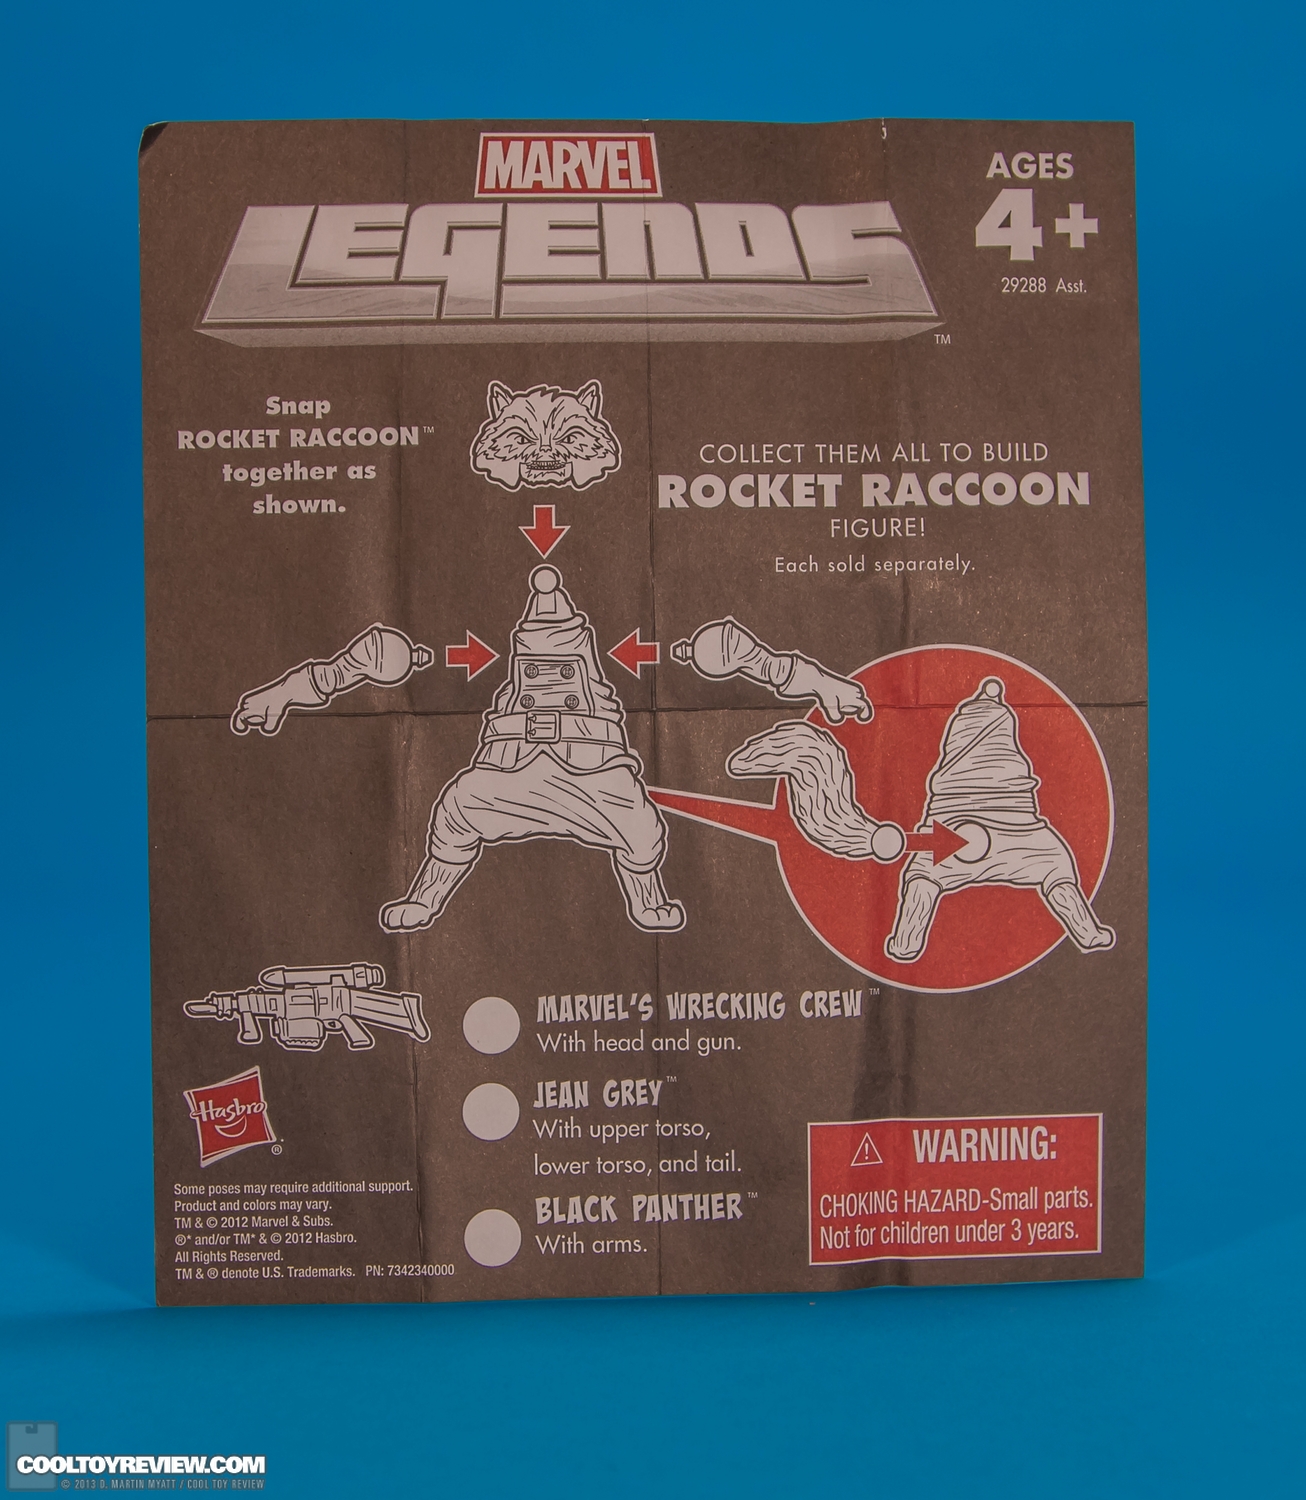 MARVEL
LEGENDS
TM
AGES
4+
29288 Asst.
Snap
ROCKET RACCOON™
together as
shown.
COLLECT THEM ALL TO BUILD
ROCKET RACCOON
FIGURE!
Each sold separately.
MARVEL'S WRECKING CREW™
With head and gun.
JEAN GREY™
With upper torso,
lower torso, and tail.
BLACK PANTHER™
With arms.
Hasbro
®
Some poses may require additional support.
Product and colors may vary.
TM & © 2012 Marvel & Subs.
®* and/or TM* & © 2012 Hasbro.
All Rights Reserved.
TM & ® denote U.S. Trademarks. PN: 7342340000
⚠ WARNING:
CHOKING HAZARD-Small parts.
Not for children under 3 years.
COOLTOYREVIEW.COM
© 2013 D. MARTIN MYATT / COOL TOY REVIEW